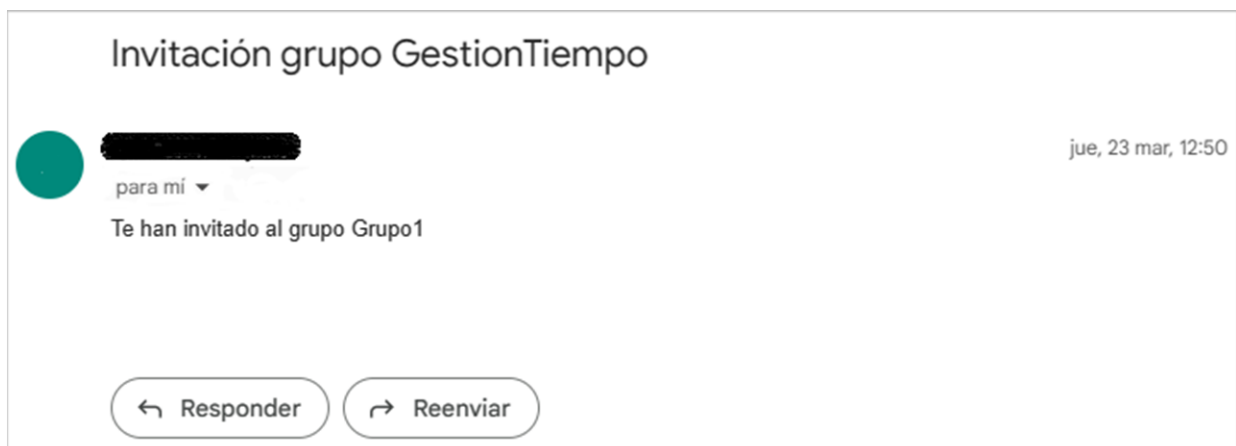 Invitación grupo GestionTiempo
jue, 23 mar, 12:50
para mí
Te han invitado al grupo Grupo1
Responder Reenviar